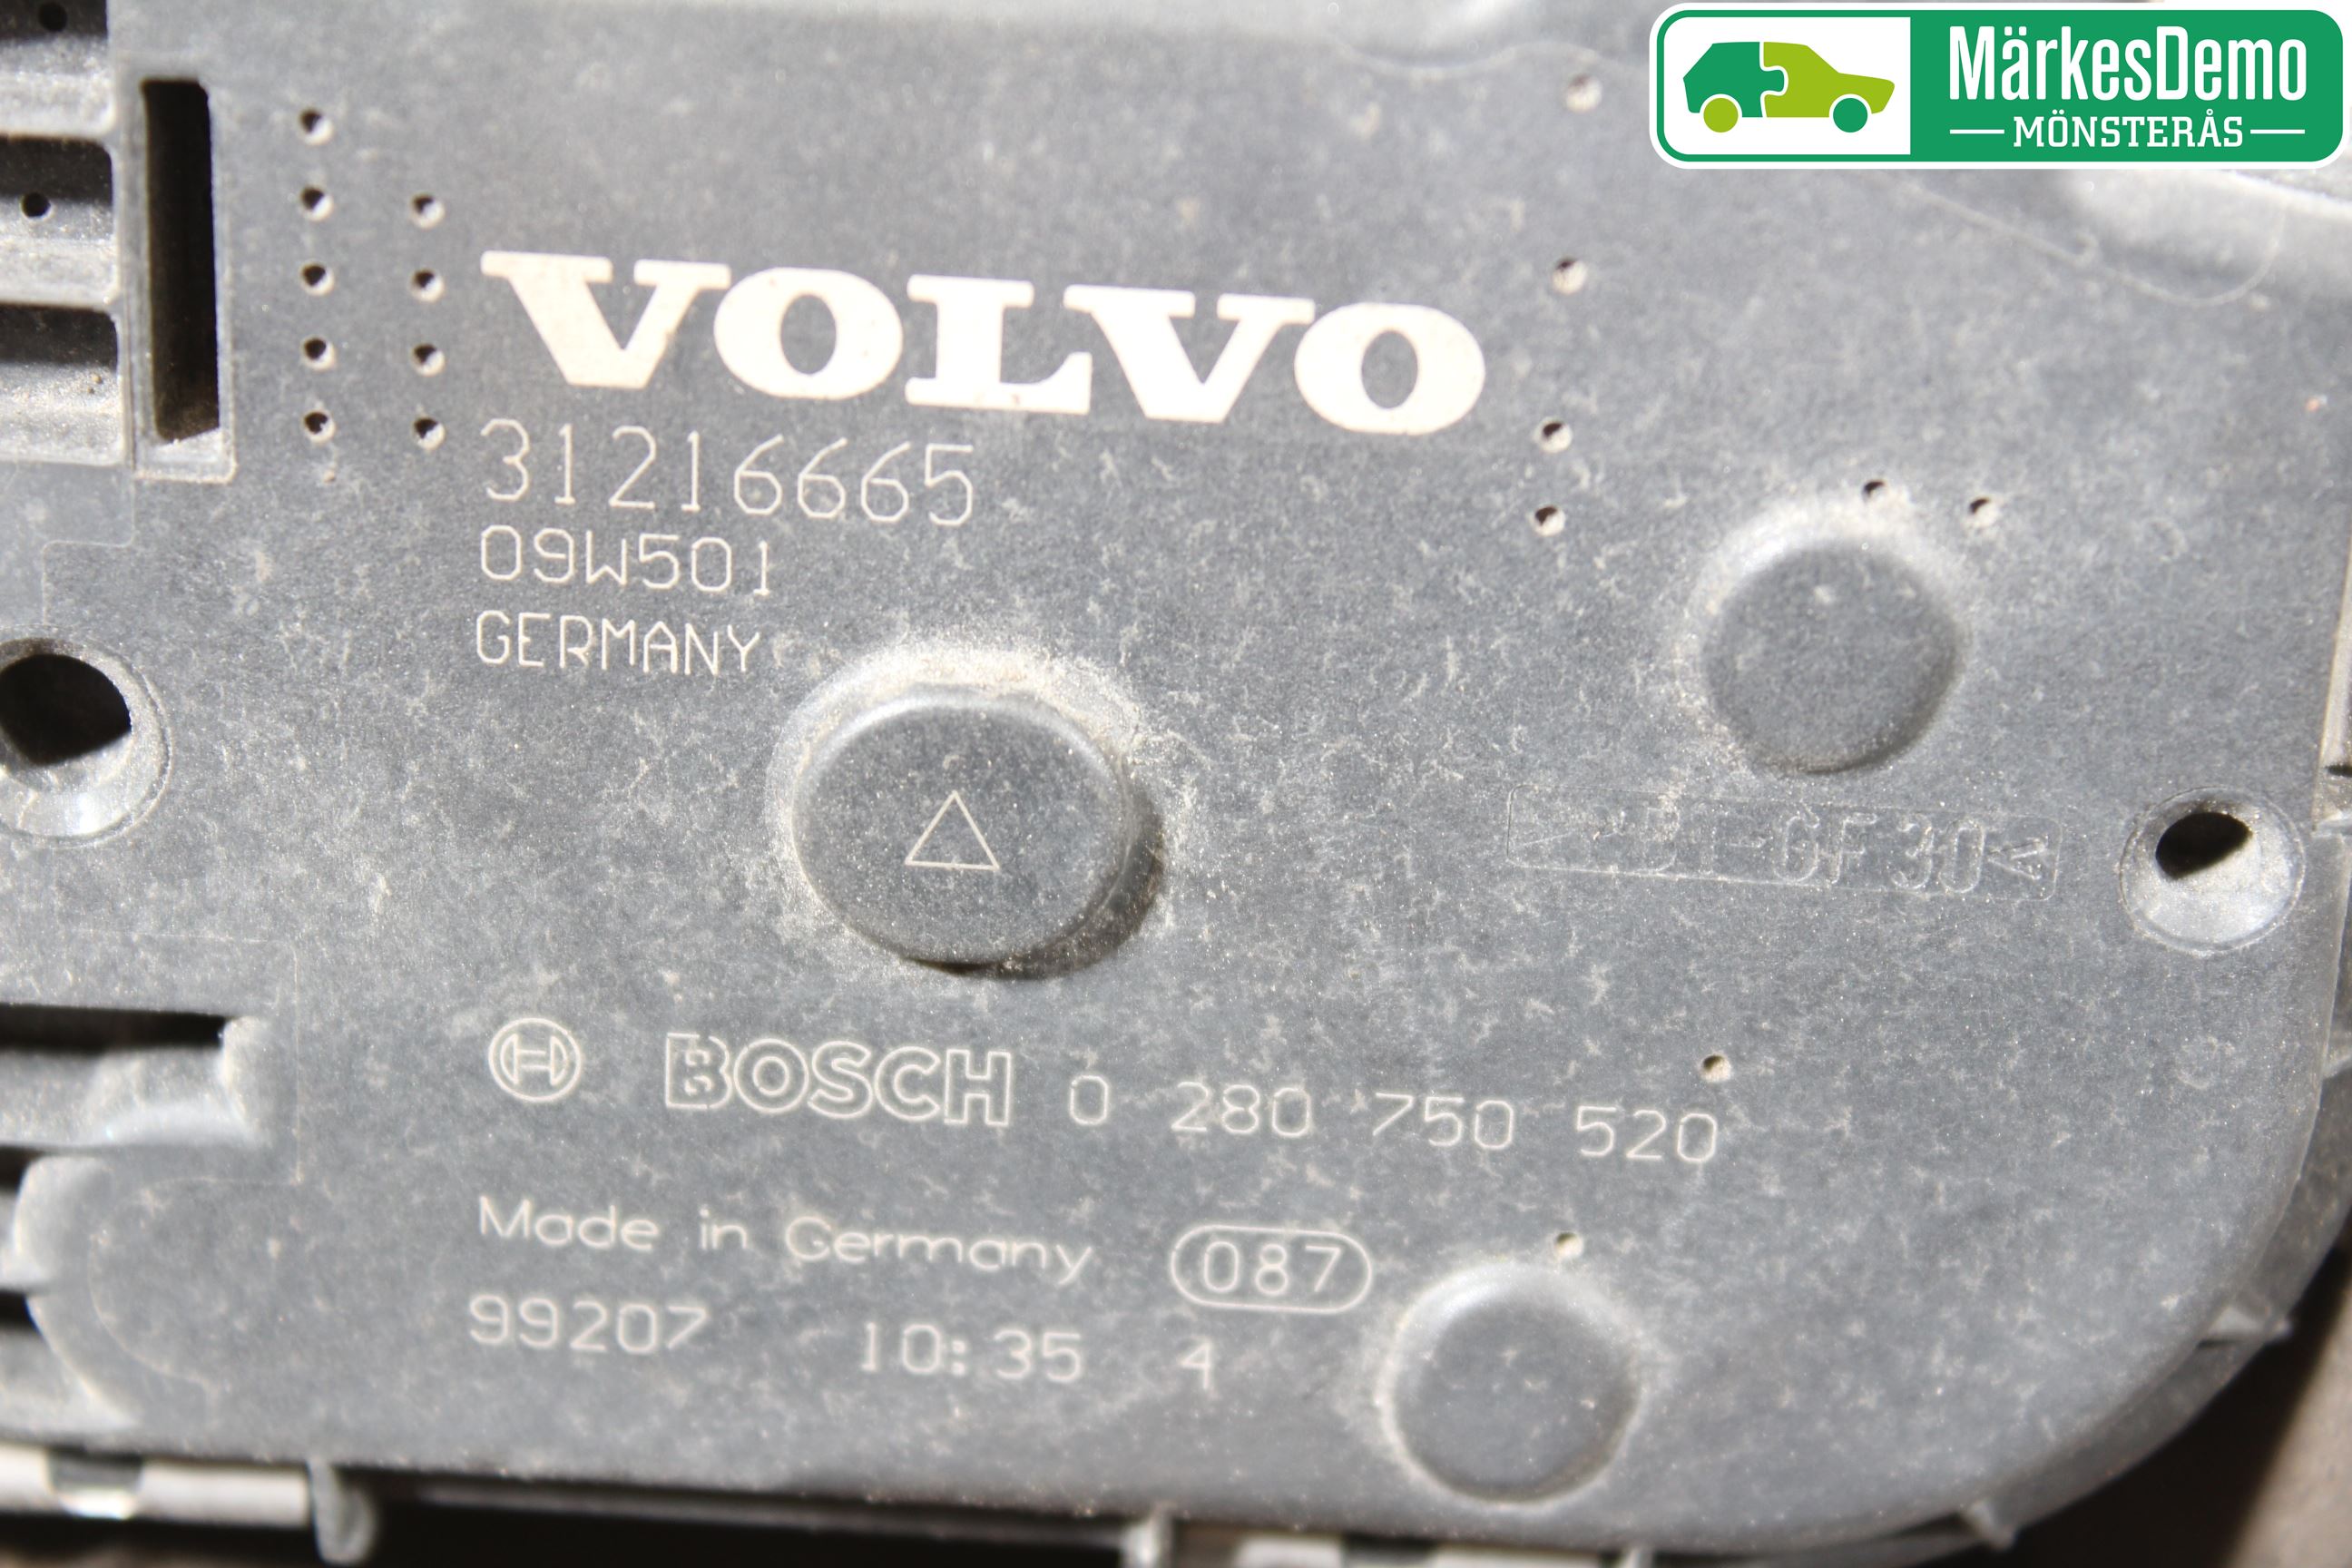 MärkesDemo
MÖNSTERÅS
VOLVO
31216665
09W501
GERMANY
BOSCH 0 280 750 520
Made in Germany 087
99207 10:35 4